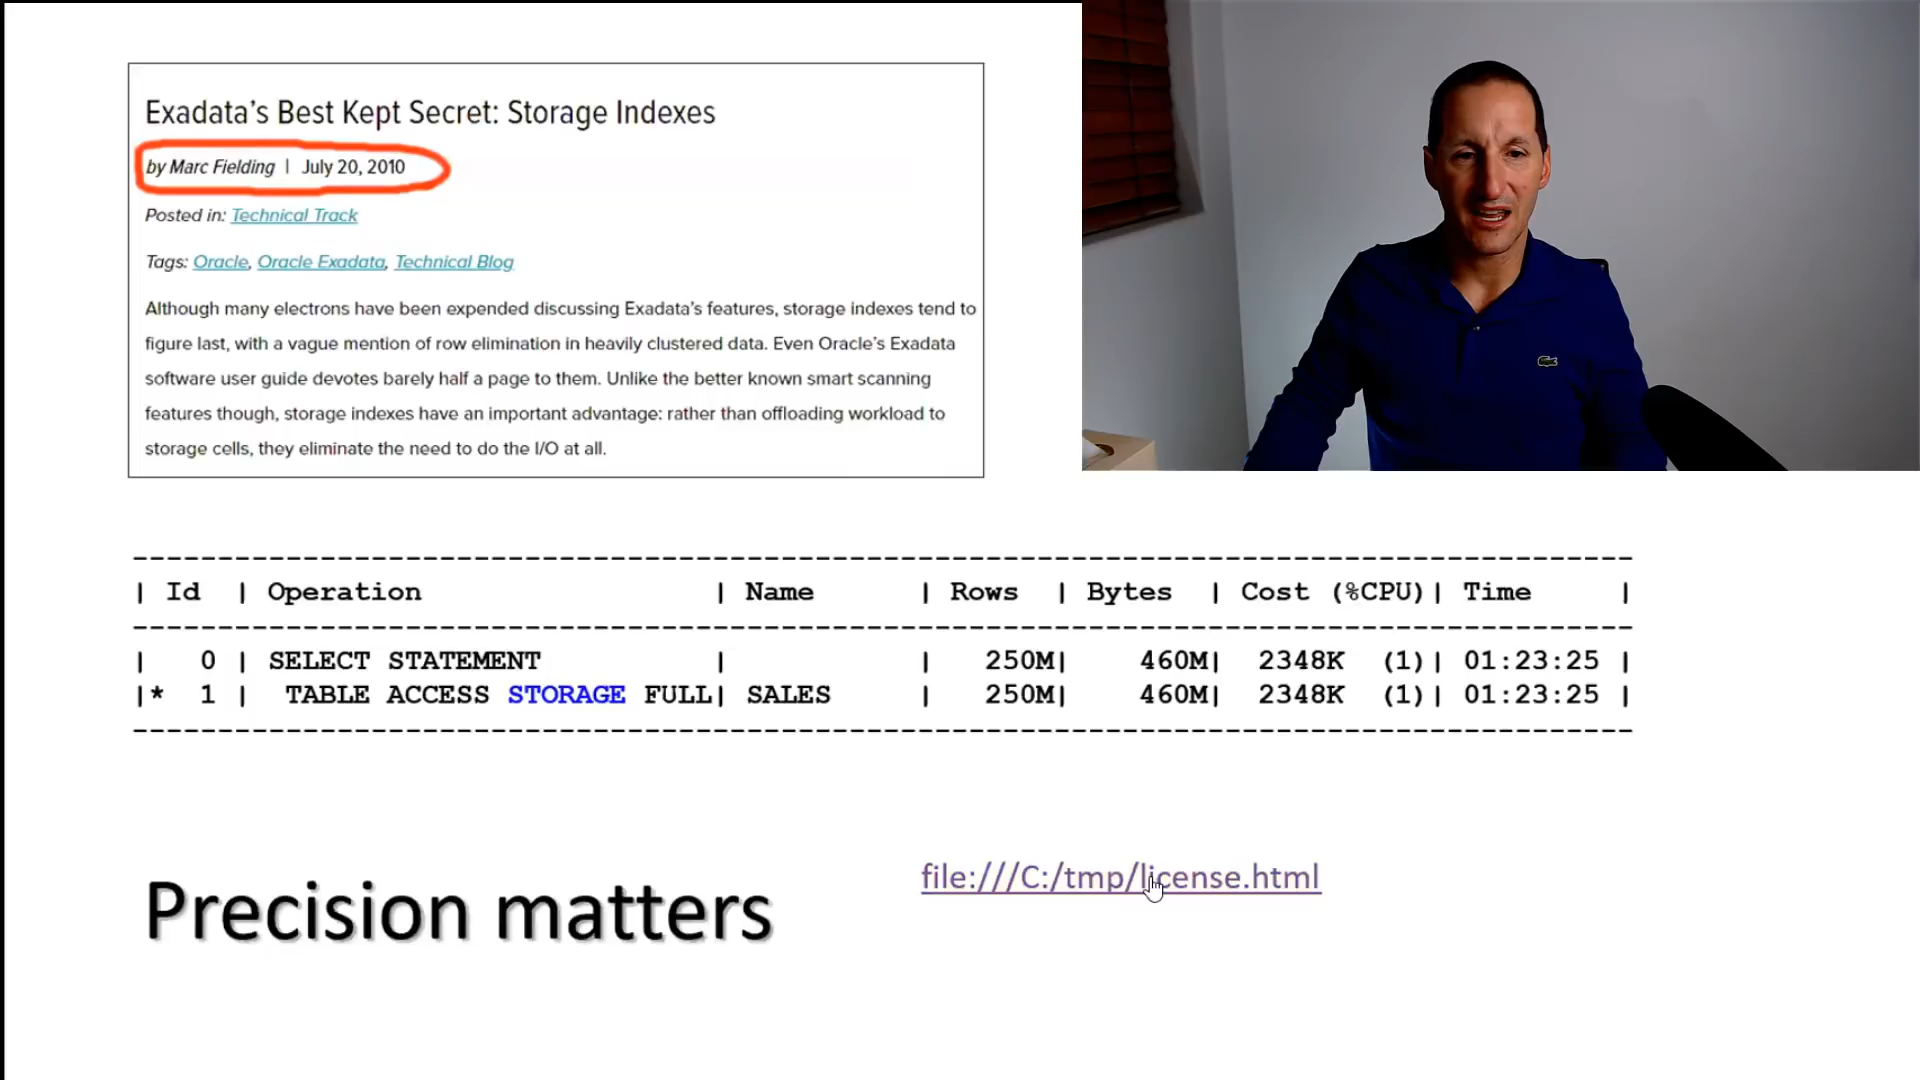 Exadata's Best Kept Secret: Storage Indexes
by Marc Fielding | July 20, 2010
Posted in: Technical Track
Tags: Oracle, Oracle Exadata, Technical Blog
Although many electrons have been expended discussing Exadata's features, storage indexes tend to
figure last, with a vague mention of row elimination in heavily clustered data. Even Oracle's Exadata
software user guide devotes barely half a page to them. Unlike the better known smart scanning
features though, storage indexes have an important advantage: rather than offloading workload to
storage cells, they eliminate the need to do the I/O at all.
| Id | Operation | Name | Rows | Bytes | Cost (%CPU)| Time |
| 0 | SELECT STATEMENT | | 250M| 460M| 2348K (1)| 01:23:25 |
|* 1 | TABLE ACCESS STORAGE FULL| SALES | 250M| 460M| 2348K (1)| 01:23:25 |
file:///C:/tmp/license.html
Precision matters